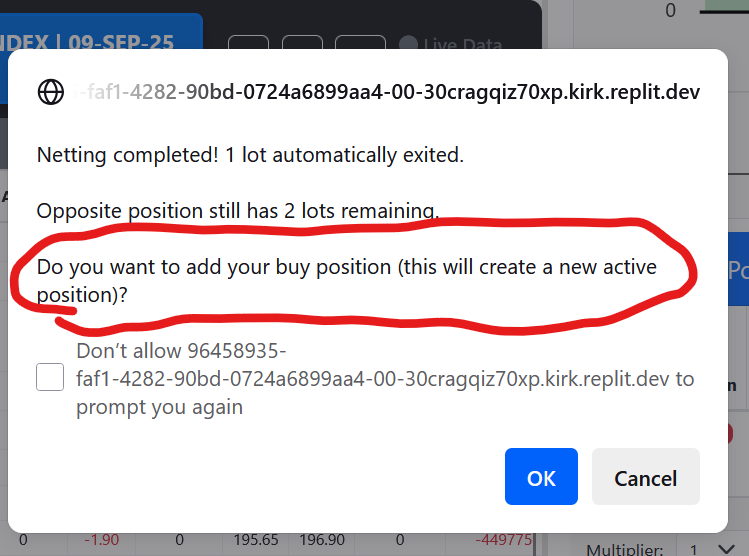 NDEX | 09-SEP-25
Live Data
0
-faf1-4282-90bd-0724a6899aa4-00-30cragqiz70xp.kirk.replit.dev
Netting completed! 1 lot automatically exited.
Opposite position still has 2 lots remaining.
Do you want to add your buy position (this will create a new active
position)?
Don't allow 96458935-
faf1-4282-90bd-0724a6899aa4-00-30cragqiz70xp.kirk.replit.dev to
prompt you again
OK
Cancel
0 -1.90 0 195.65 196.90 0 -449775
Multiplier: 1